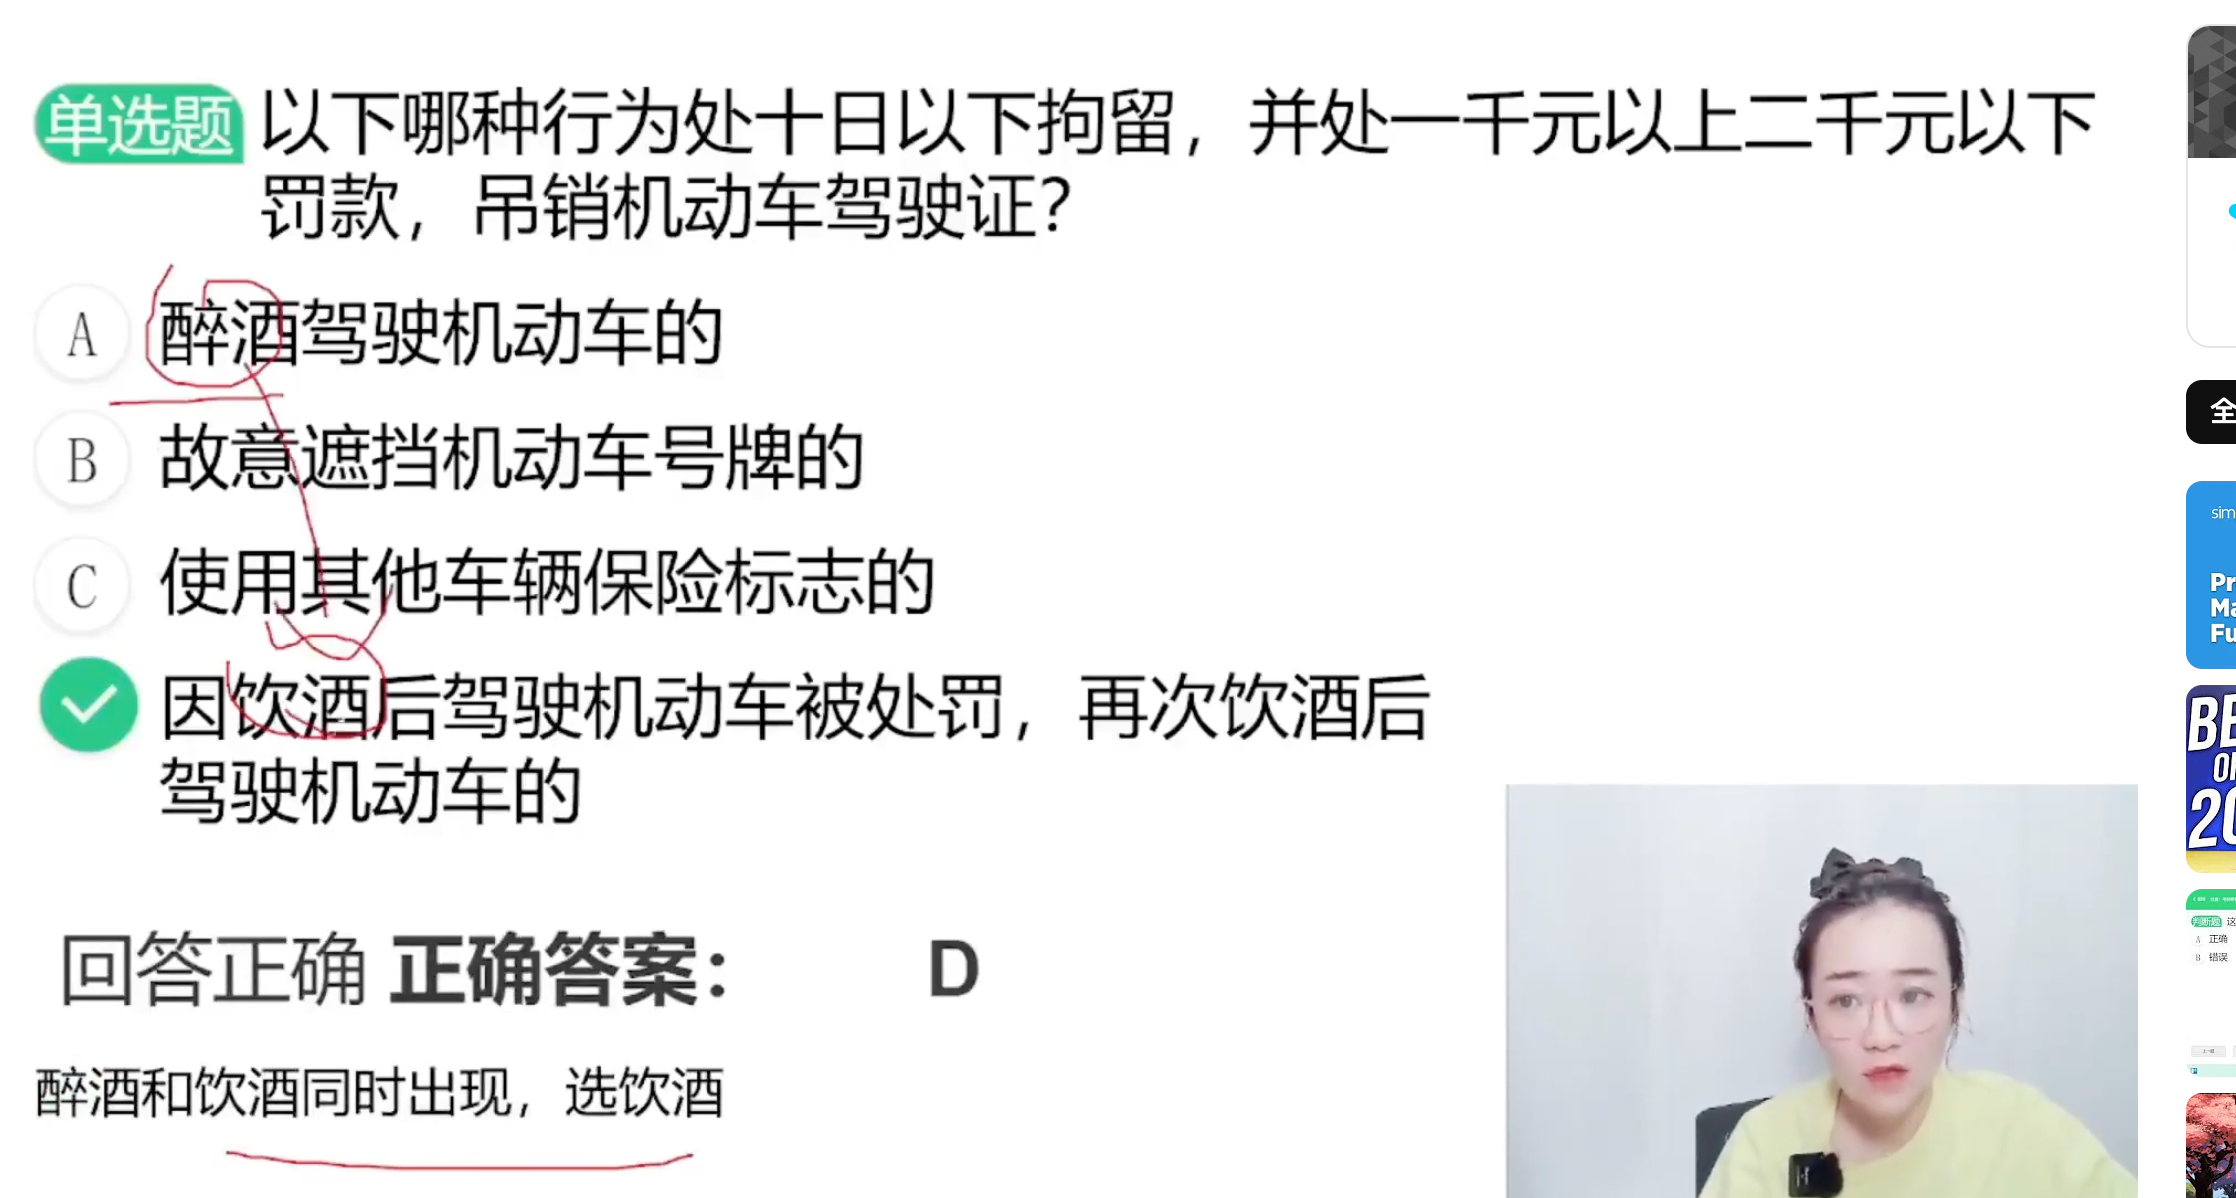 单选题 以下哪种行为处十日以下拘留，并处一千元以上二千元以下
罚款，吊销机动车驾驶证？
A 醉酒驾驶机动车的
B 故意遮挡机动车号牌的
C 使用其他车辆保险标志的
因饮酒后驾驶机动车被处罚，再次饮酒后
驾驶机动车的
回答正确 正确答案： D
醉酒和饮酒同时出现，选饮酒
全
sim
Pr
Ma
Fu
BE
20
判断题 这
A 正确
B 错误